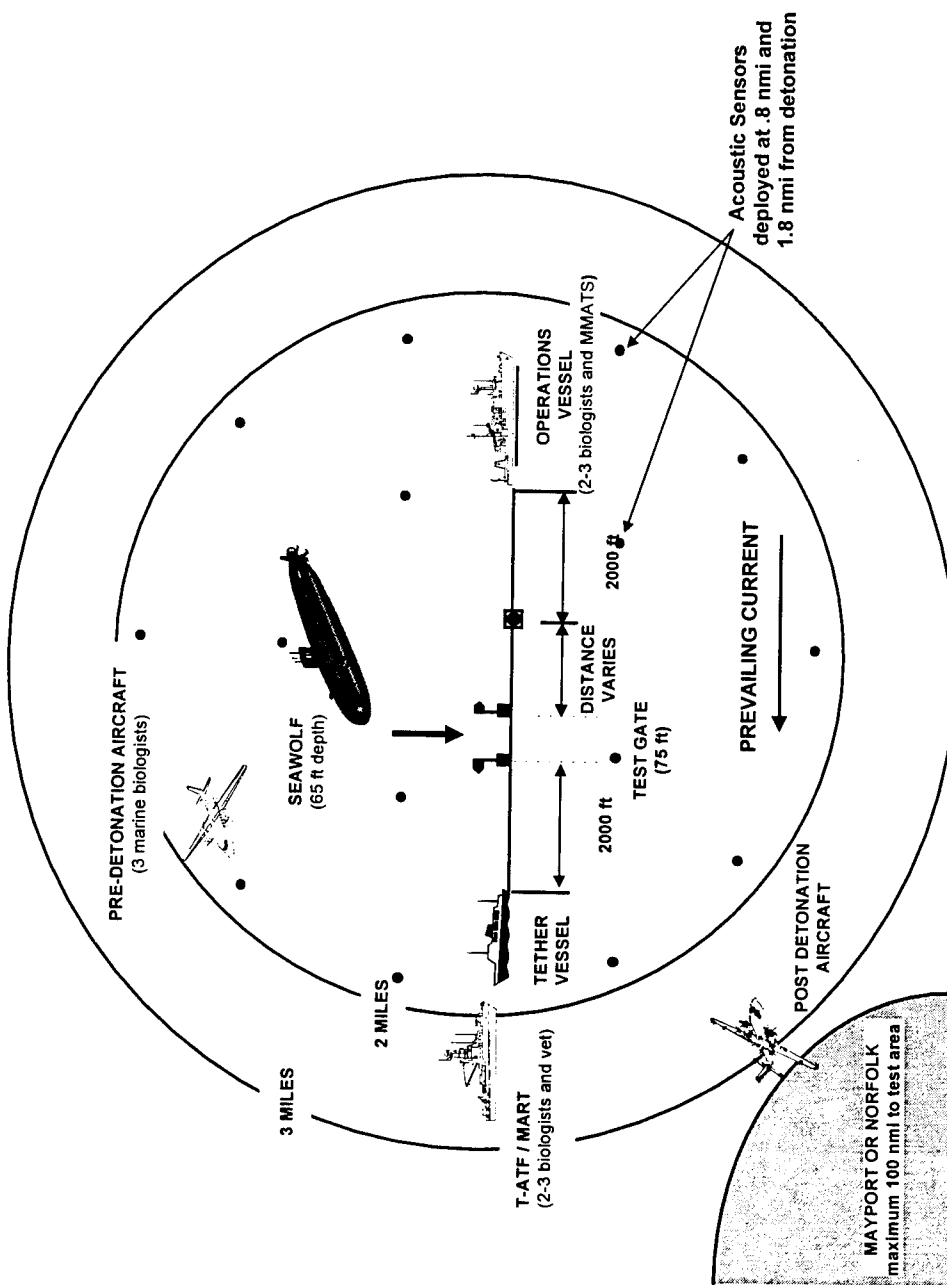 3 MILES
2 MILES
PRE-DETONATION AIRCRAFT
(3 marine biologists)
SEAWOLF
(65 ft depth)
T-ATF / MART
(2-3 biologists and vet)
TETHER
VESSEL
OPERATIONS
VESSEL
(2-3 biologists and MMATS)
2000 ft
DISTANCE
VARIES
2000 ft
TEST GATE
(75 ft)
PREVAILING CURRENT
POST DETONATION
AIRCRAFT
Acoustic Sensors
deployed at .8 nmi and
1.8 nmi from detonation
MAYPORT OR NORFOLK
maximum 100 nmi to test area